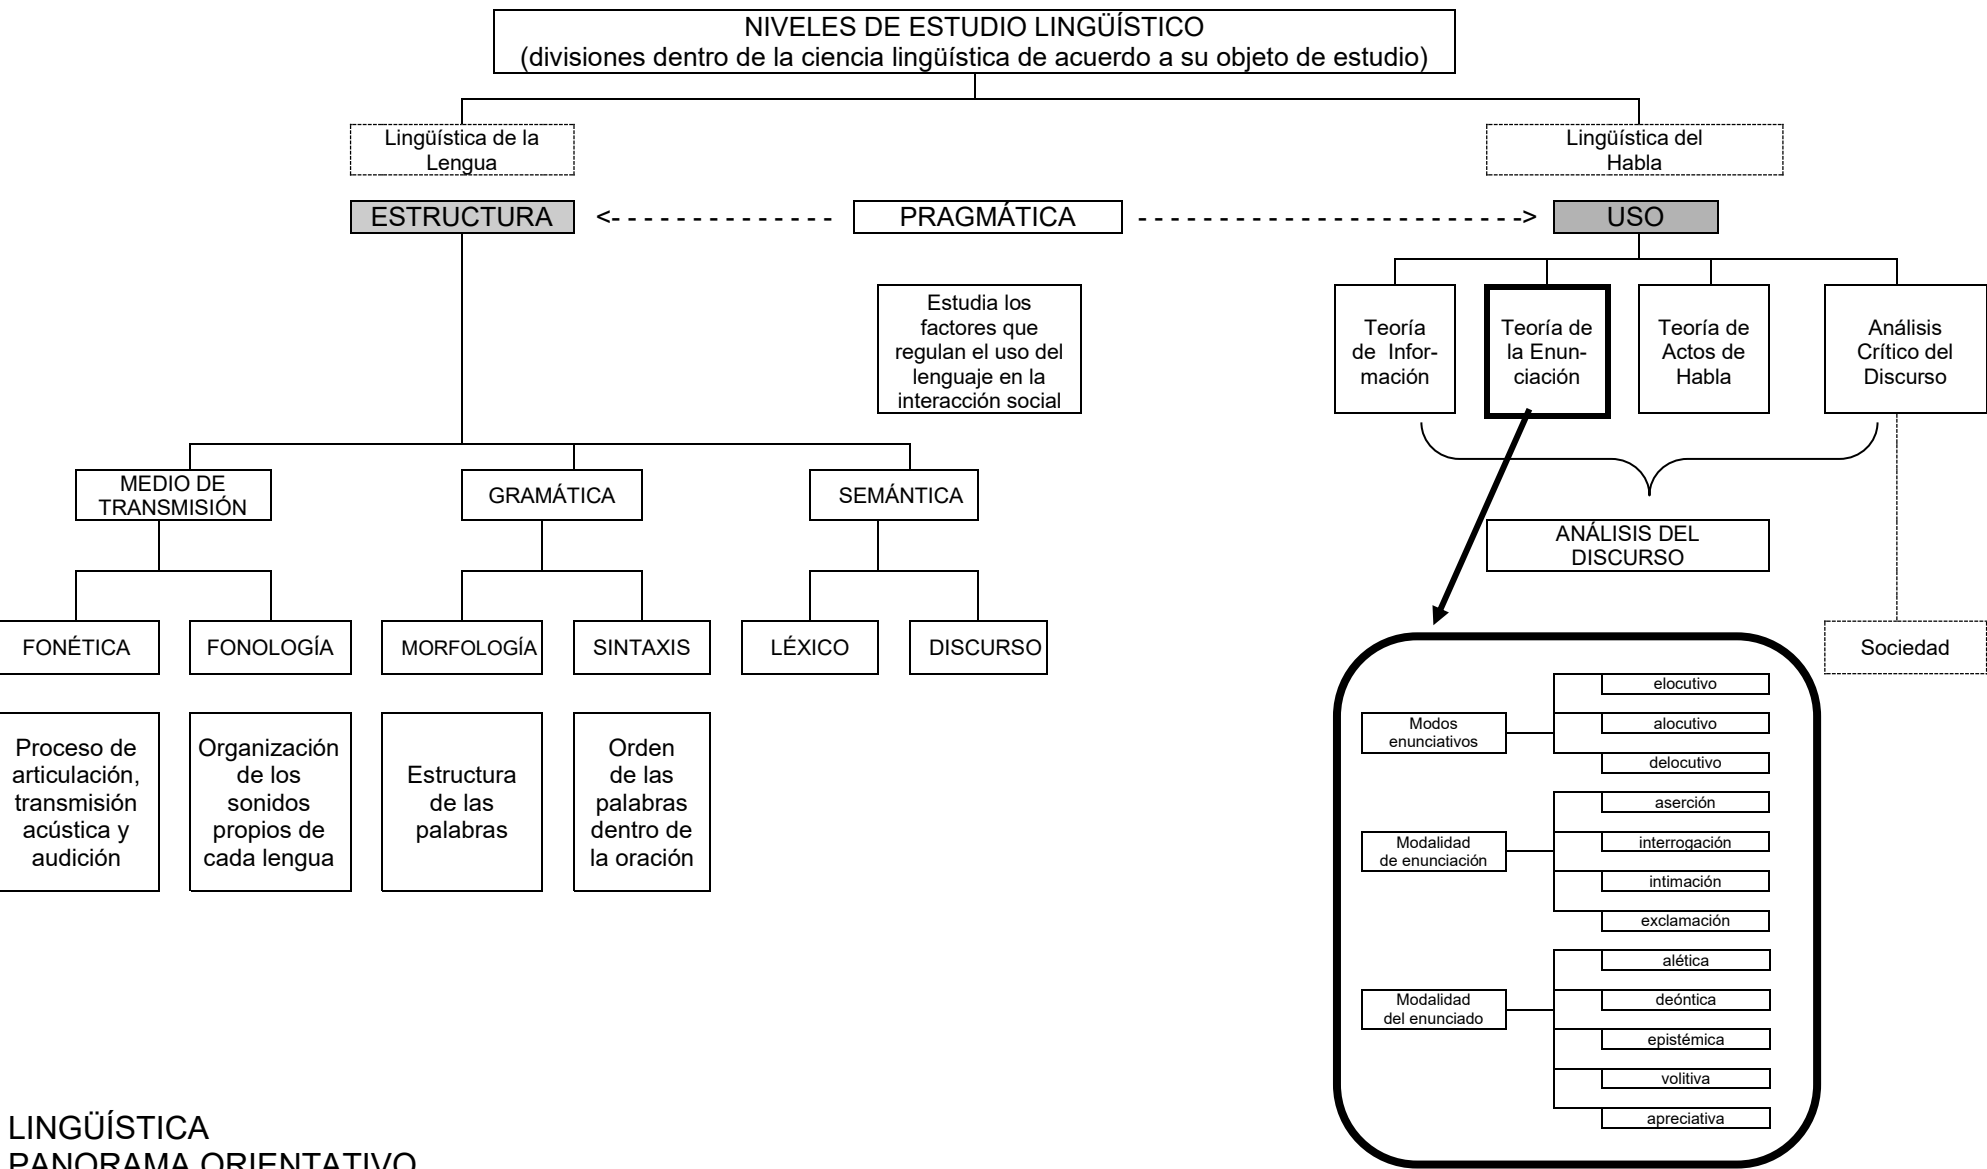 NIVELES DE ESTUDIO LINGÜÍSTICO
(divisiones dentro de la ciencia lingüística de acuerdo a su objeto de estudio)
Lingüística de la
Lengua
Lingüística del
Habla
ESTRUCTURA
<- - - - - - - - - - - - - -
PRAGMÁTICA
- - - - - - - - - - - - - - - - - - - - - - - - ->
USO
Estudia los
factores que
regulan el uso del
lenguaje en la
interacción social
Teoría
de Infor-
mación
Teoría de
la Enun-
ciación
Teoría de
Actos de
Habla
Análisis
Crítico del
Discurso
MEDIO DE
TRANSMISIÓN
GRAMÁTICA
SEMÁNTICA
ANÁLISIS DEL
DISCURSO
FONÉTICA
FONOLOGÍA
MORFOLOGÍA
SINTAXIS
LÉXICO
DISCURSO
Sociedad
Proceso de
articulación,
transmisión
acústica y
audición
Organización
de los
sonidos
propios de
cada lengua
Estructura
de las
palabras
Orden
de las
palabras
dentro de
la oración
Modos
enunciativos
elocutivo
alocutivo
delocutivo
Modalidad
de enunciación
aserción
interrogación
intimación
exclamación
Modalidad
del enunciado
alética
deóntica
epistémica
volitiva
apreciativa
LINGÜÍSTICA
PANORAMA ORIENTATIVO